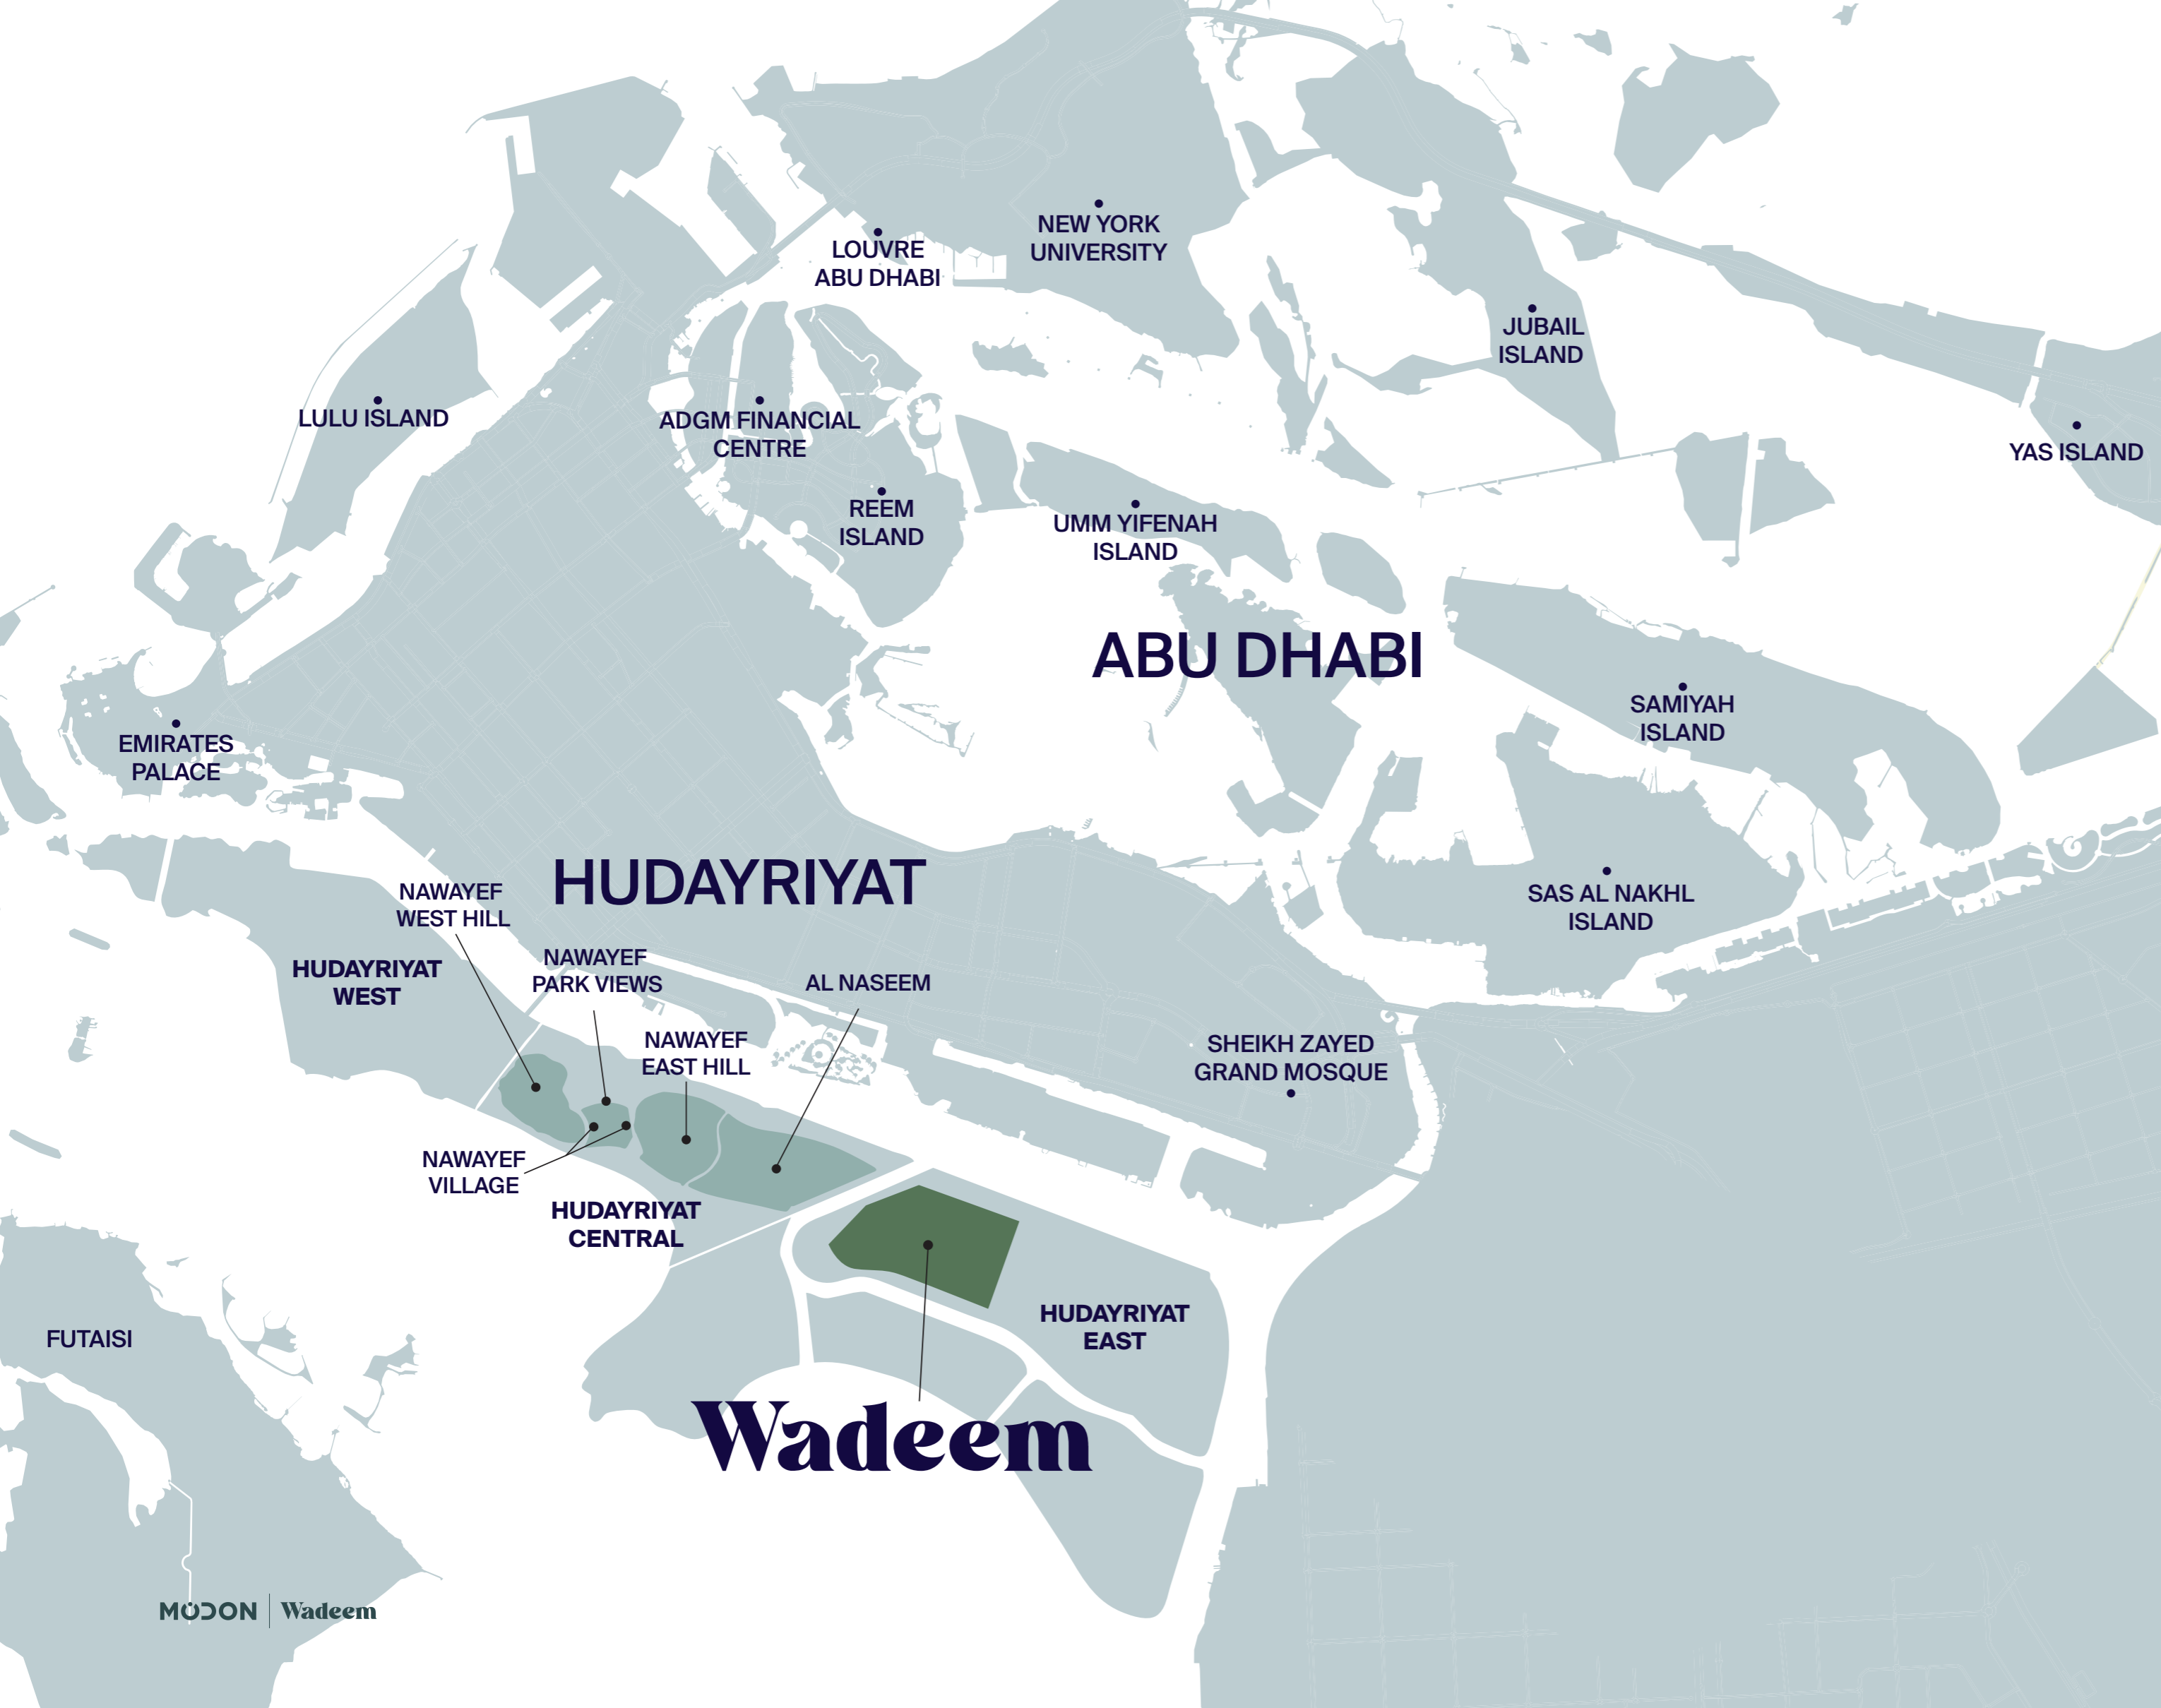 NEW YORK
UNIVERSITY
LOUVRE
ABU DHABI
JUBAIL
ISLAND
LULU ISLAND
ADGM FINANCIAL
CENTRE
YAS ISLAND
REEM
ISLAND
UMM YIFENAH
ISLAND
ABU DHABI
SAMIYAH
ISLAND
EMIRATES
PALACE
HUDAYRIYAT
NAWAYEF
WEST HILL
SAS AL NAKHL
ISLAND
HUDAYRIYAT
WEST
NAWAYEF
PARK VIEWS
AL NASEEM
NAWAYEF
EAST HILL
SHEIKH ZAYED
GRAND MOSQUE
NAWAYEF
VILLAGE
HUDAYRIYAT
CENTRAL
HUDAYRIYAT
EAST
FUTAISI
Wadeem
MODON | Wadeem